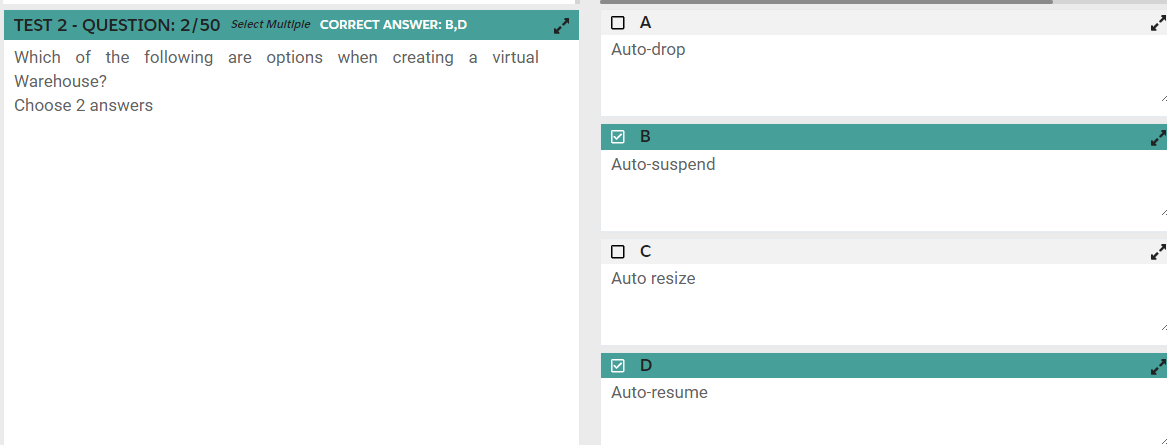 TEST 2 - QUESTION: 2/50 Select Multiple CORRECT ANSWER: B,D
Which of the following are options when creating a virtual
Warehouse?
Choose 2 answers
A
Auto-drop
B
Auto-suspend
C
Auto resize
D
Auto-resume